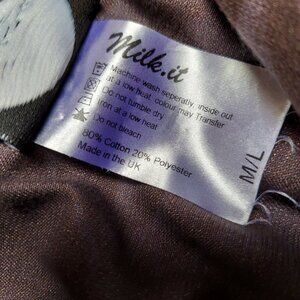 Milk.it
Machine wash seperatly, inside out
at a low heat. colour may Transfer
Do not tumble dry
Iron at a low heat
Do not bleach
80% Cotton 20% Polyester
Made in the UK
M/L